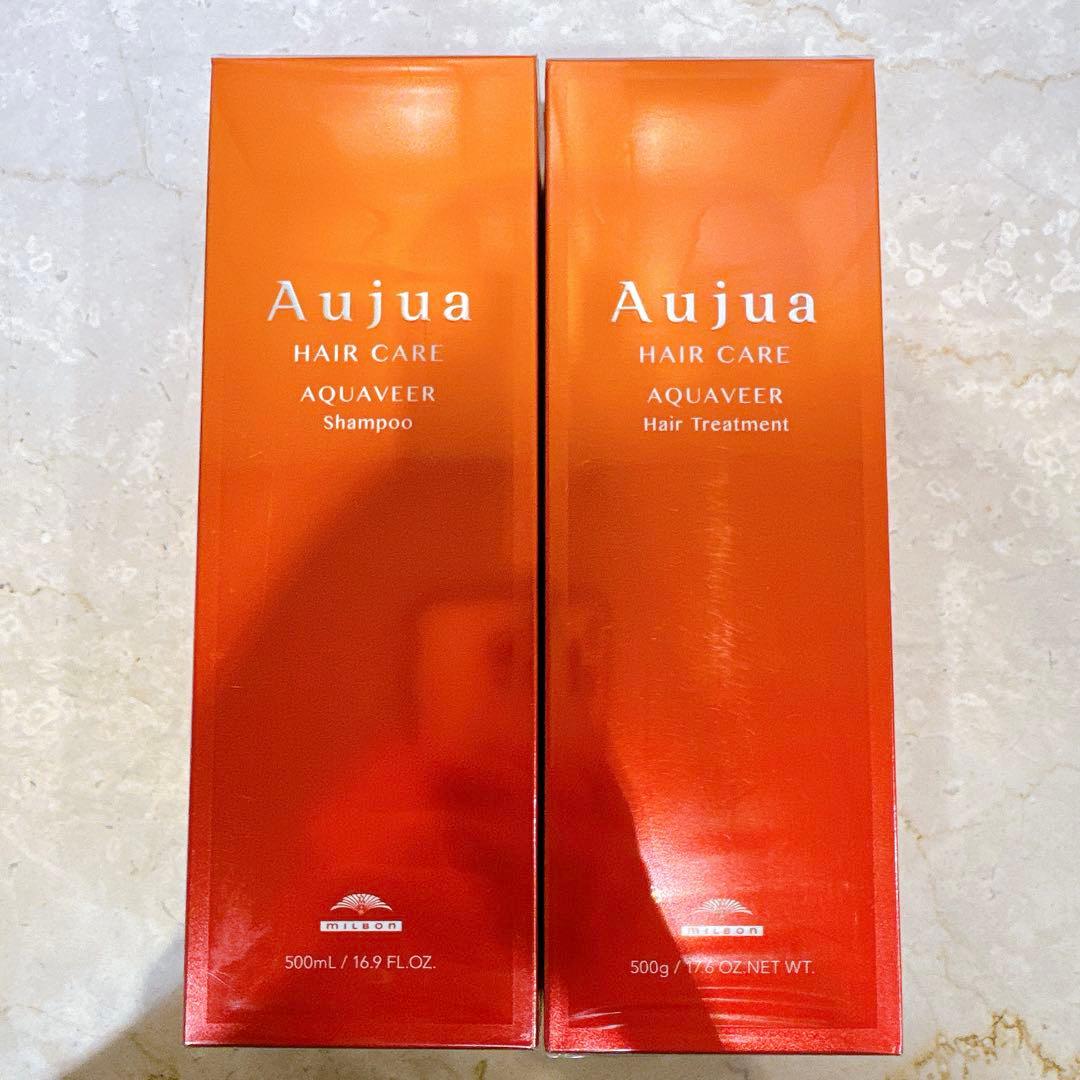 Aujua
HAIR CARE
AQUAVEER
Shampoo
MILBON
500mL / 16.9 FL.OZ.
Aujua
HAIR CARE
AQUAVEER
Hair Treatment
MILBON
500g / 17.6 OZ.NET WT.